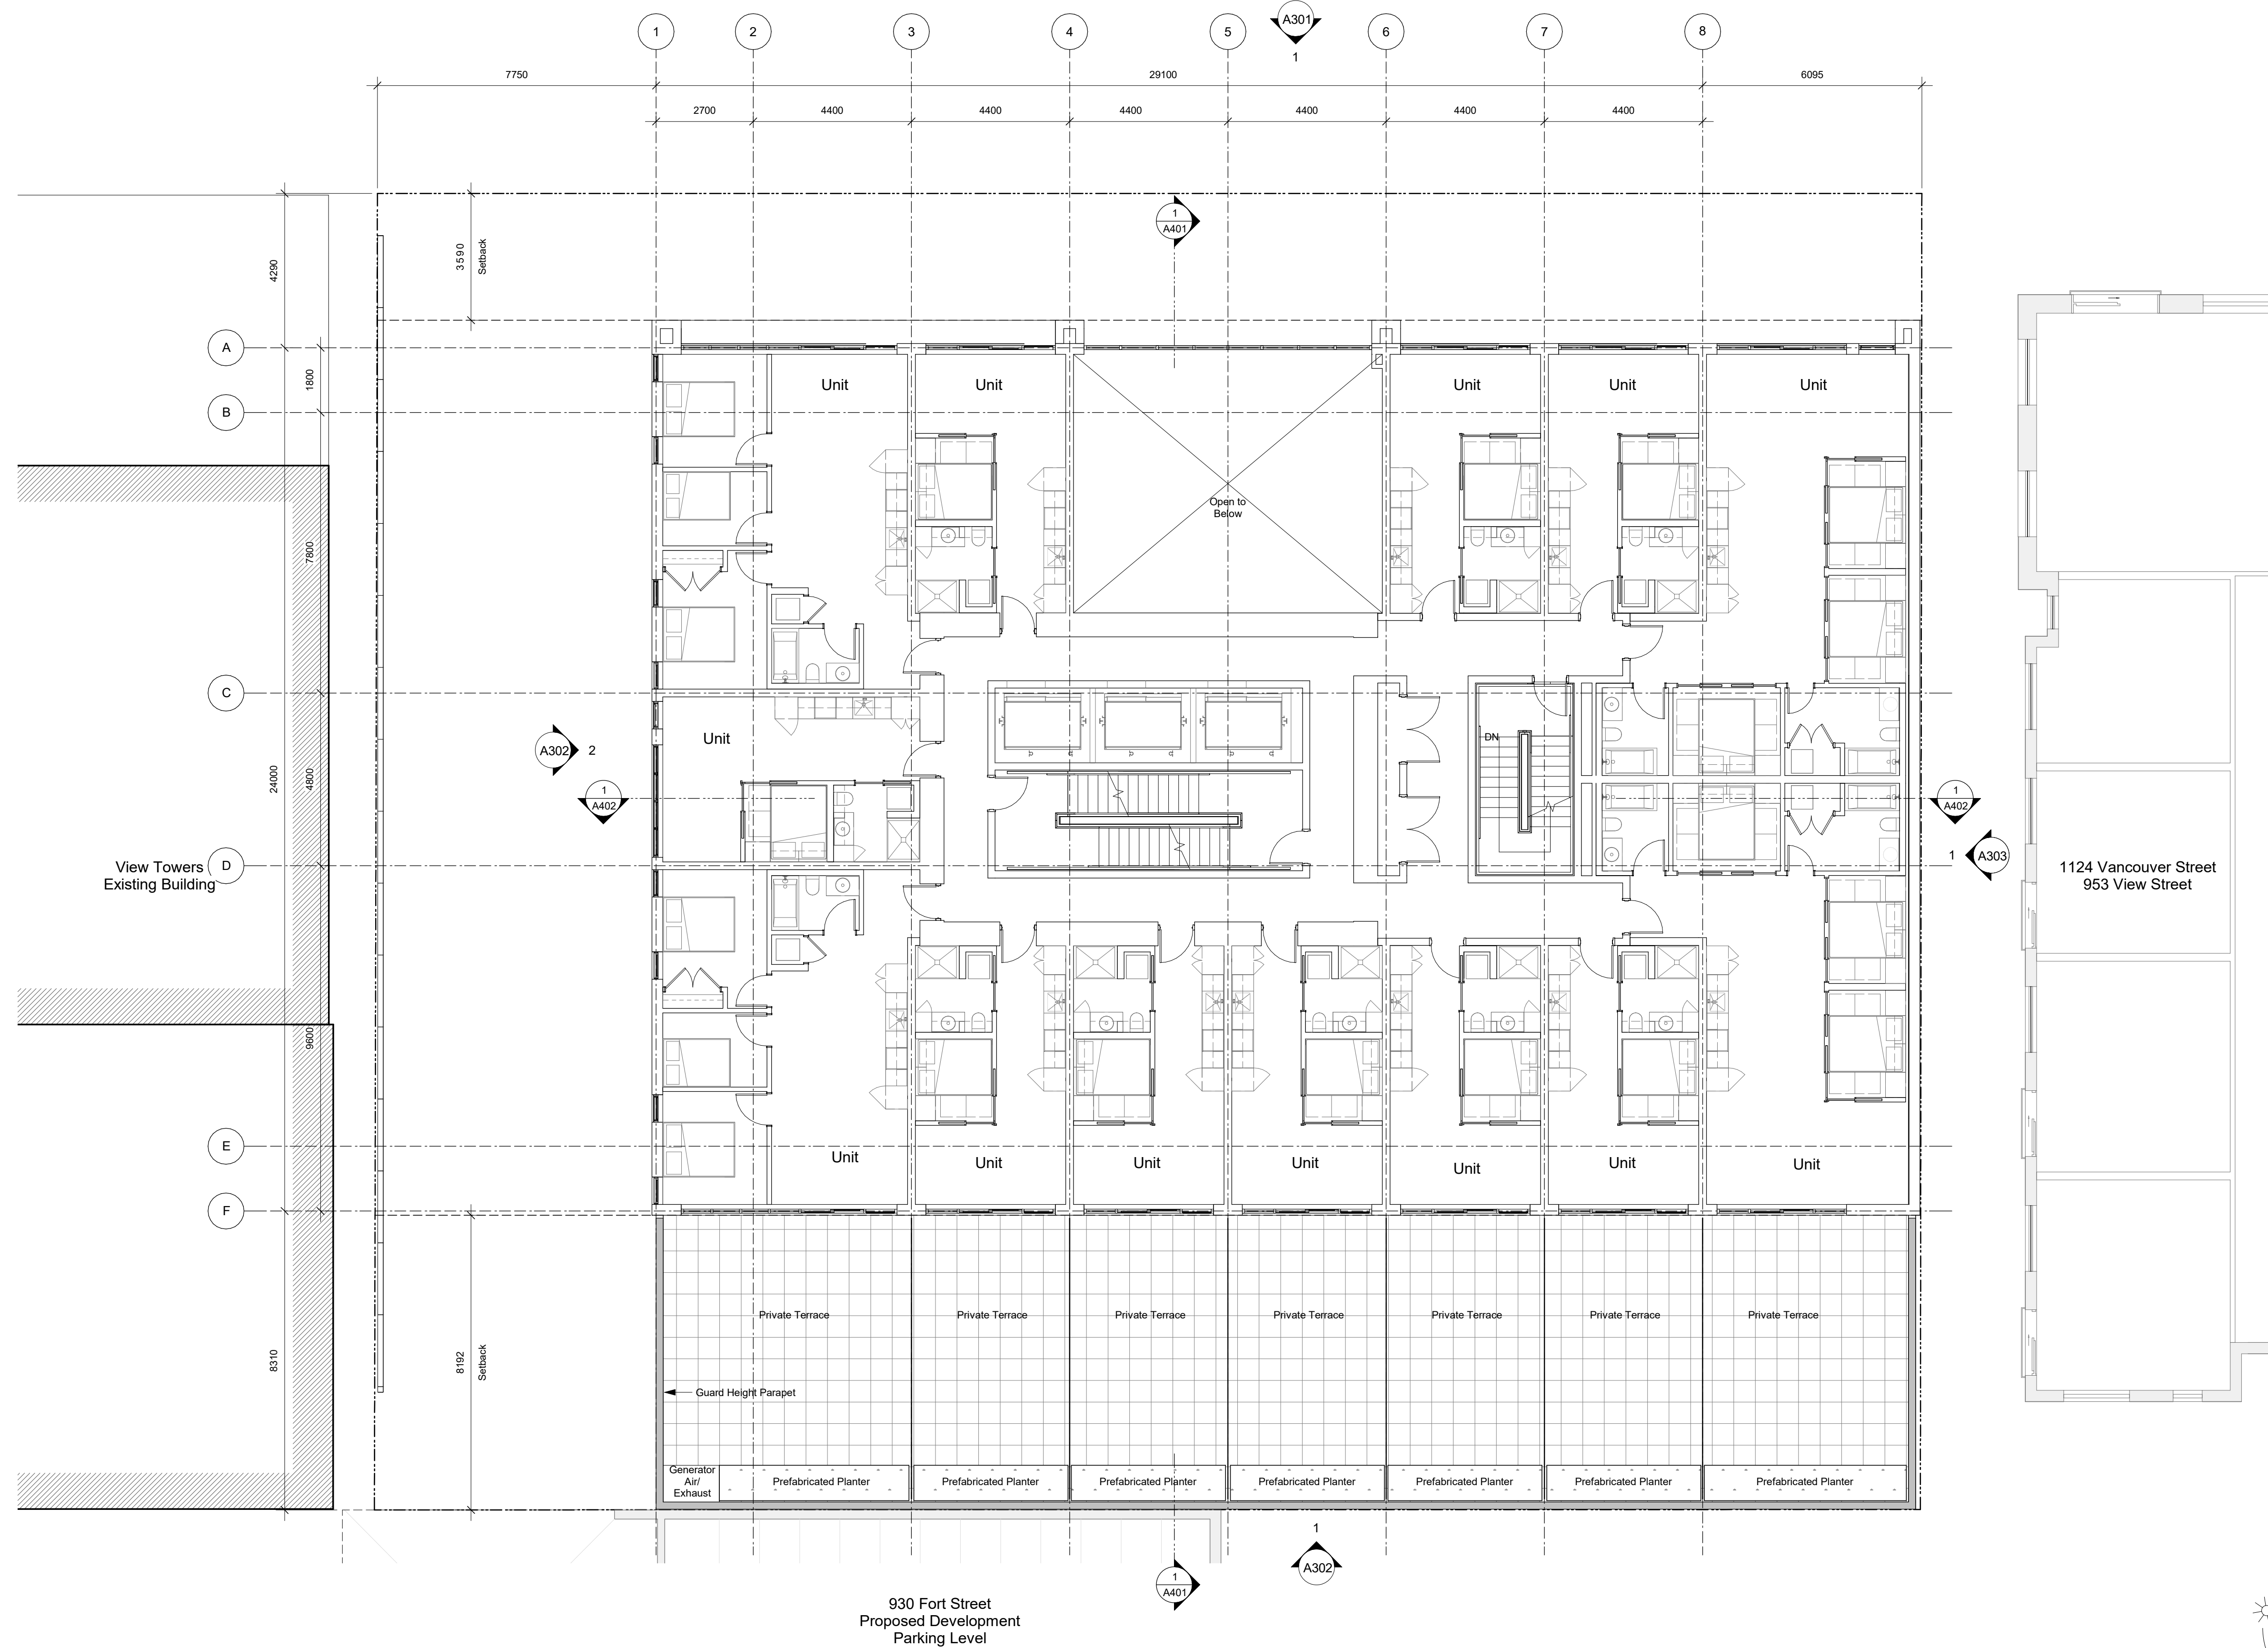 1
2
3
4
5
6
7
8
A301
1
7750
29100
6095
2700
4400
4400
4400
4400
4400
4400
4290
3590
Setback
1
A401
A
1800
B
Unit
Unit
Unit
Unit
Unit
7800
Open to
Below
C
Unit
DN
A302
2
24000
4800
1
A402
1
A402
1
A303
View Towers
Existing Building
D
1124 Vancouver Street
953 View Street
9600
E
Unit
Unit
Unit
Unit
Unit
Unit
Unit
F
Private Terrace
Private Terrace
Private Terrace
Private Terrace
Private Terrace
Private Terrace
Private Terrace
8310
8192
Setback
Guard Height Parapet
Generator
Air/
Exhaust
Prefabricated Planter
Prefabricated Planter
Prefabricated Planter
Prefabricated Planter
Prefabricated Planter
Prefabricated Planter
Prefabricated Planter
1
A302
1
A401
930 Fort Street
Proposed Development
Parking Level